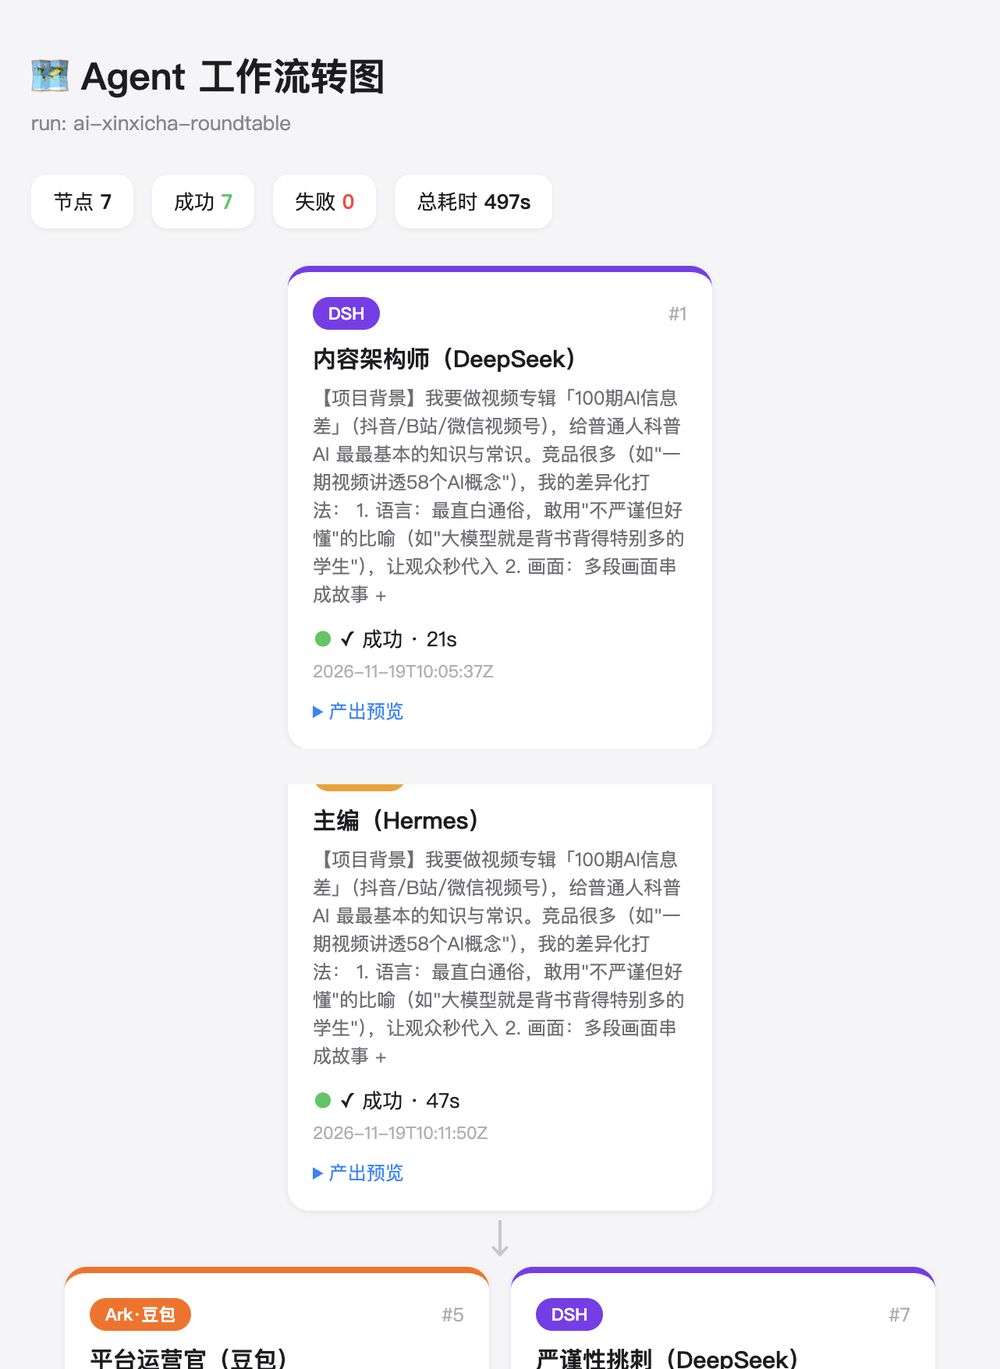 Agent 工作流转图
run: ai-xinxicha-roundtable
节点 7
成功 7
失败 0
总耗时 497s
DSH
#1
内容架构师（DeepSeek）
【项目背景】我要做视频专辑「100期AI信息
差」（抖音/B站/微信视频号），给普通人科普
AI 最最基本的知识与常识。竞品很多（如"一
期视频讲透58个AI概念"），我的差异化打
法： 1. 语言：最直白通俗，敢用"不严谨但好
懂"的比喻（如"大模型就是背书背得特别多的
学生"），让观众秒代入 2. 画面：多段画面串
成故事 +
✓ 成功 · 21s
2026-11-19T10:05:37Z
▶ 产出预览
主编（Hermes）
【项目背景】我要做视频专辑「100期AI信息
差」（抖音/B站/微信视频号），给普通人科普
AI 最最基本的知识与常识。竞品很多（如"一
期视频讲透58个AI概念"），我的差异化打
法： 1. 语言：最直白通俗，敢用"不严谨但好
懂"的比喻（如"大模型就是背书背得特别多的
学生"），让观众秒代入 2. 画面：多段画面串
成故事 +
✓ 成功 · 47s
2026-11-19T10:11:50Z
▶ 产出预览
Ark·豆包
#5
平台运营官（豆包）
DSH
#7
严谨性挑刺（DeepSeek）